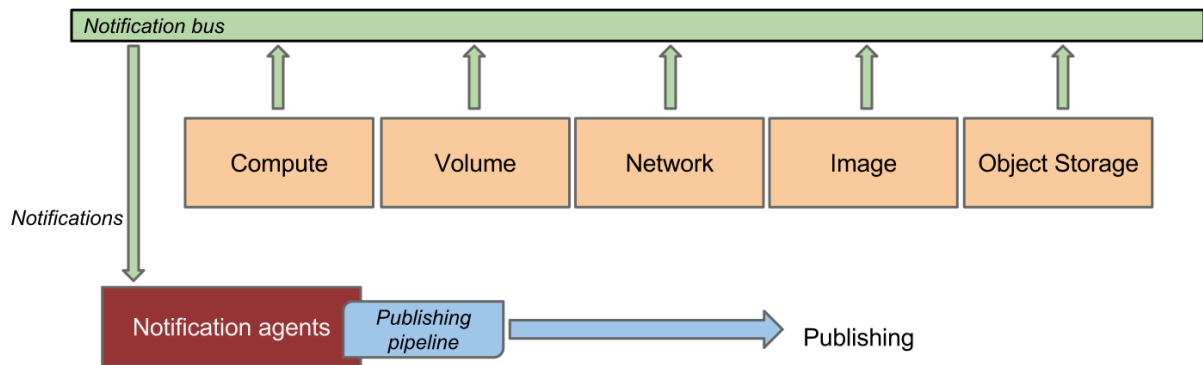 Notification bus
Compute
Volume
Network
Image
Object Storage
Notifications
Notification agents
Publishing
pipeline
Publishing